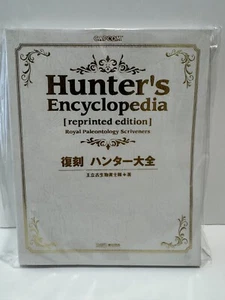 CAPCOM
Hunter's
Encyclopedia
[reprinted edition]
Royal Paleontology Scriveners
復刻 ハンター大全
王立古生物書士隊◆著